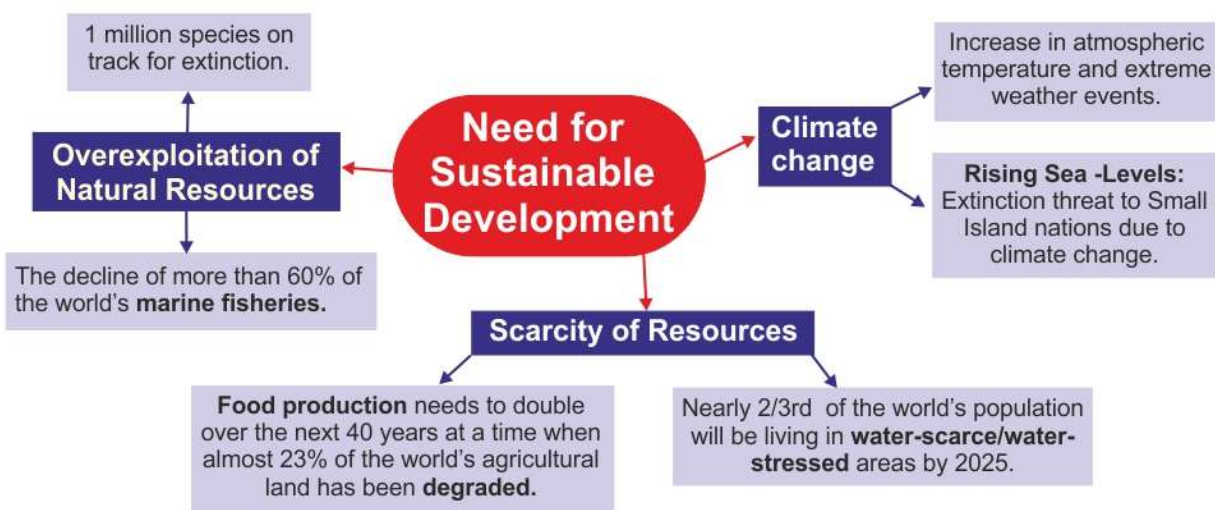 1 million species on
track for extinction.
Overexploitation of
Natural Resources
The decline of more than 60% of
the world's marine fisheries.
Need for
Sustainable
Development
Climate
change
Increase in atmospheric
temperature and extreme
weather events.
Rising Sea -Levels:
Extinction threat to Small
Island nations due to
climate change.
Scarcity of Resources
Food production needs to double
over the next 40 years at a time when
almost 23% of the world's agricultural
land has been degraded.
Nearly 2/3rd of the world's population
will be living in water-scarce/water-
stressed areas by 2025.